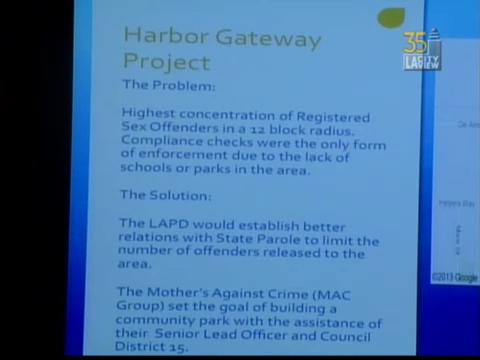 Harbor Gateway
Project
The Problem:
Highest concentration of Registered
Sex Offenders in a 12 block radius.
Compliance checks were the only form
of enforcement due to the lack of
schools or parks in the area.
The Solution:
The LAPD would establish better
relations with State Parole to limit the
number of offenders released to the
area.
The Mother's Against Crime (MAC
Group) set the goal of building a
community park with the assistance of
their Senior Lead Officer and Council
District 15.
35
LA CITY
VIEW
©2013 Google